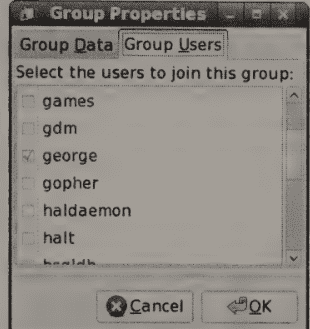 Group Properties
Group Data Group Users
Select the users to join this group:
games
gdm
george
gopher
haldaemon
halt
Cancel OK